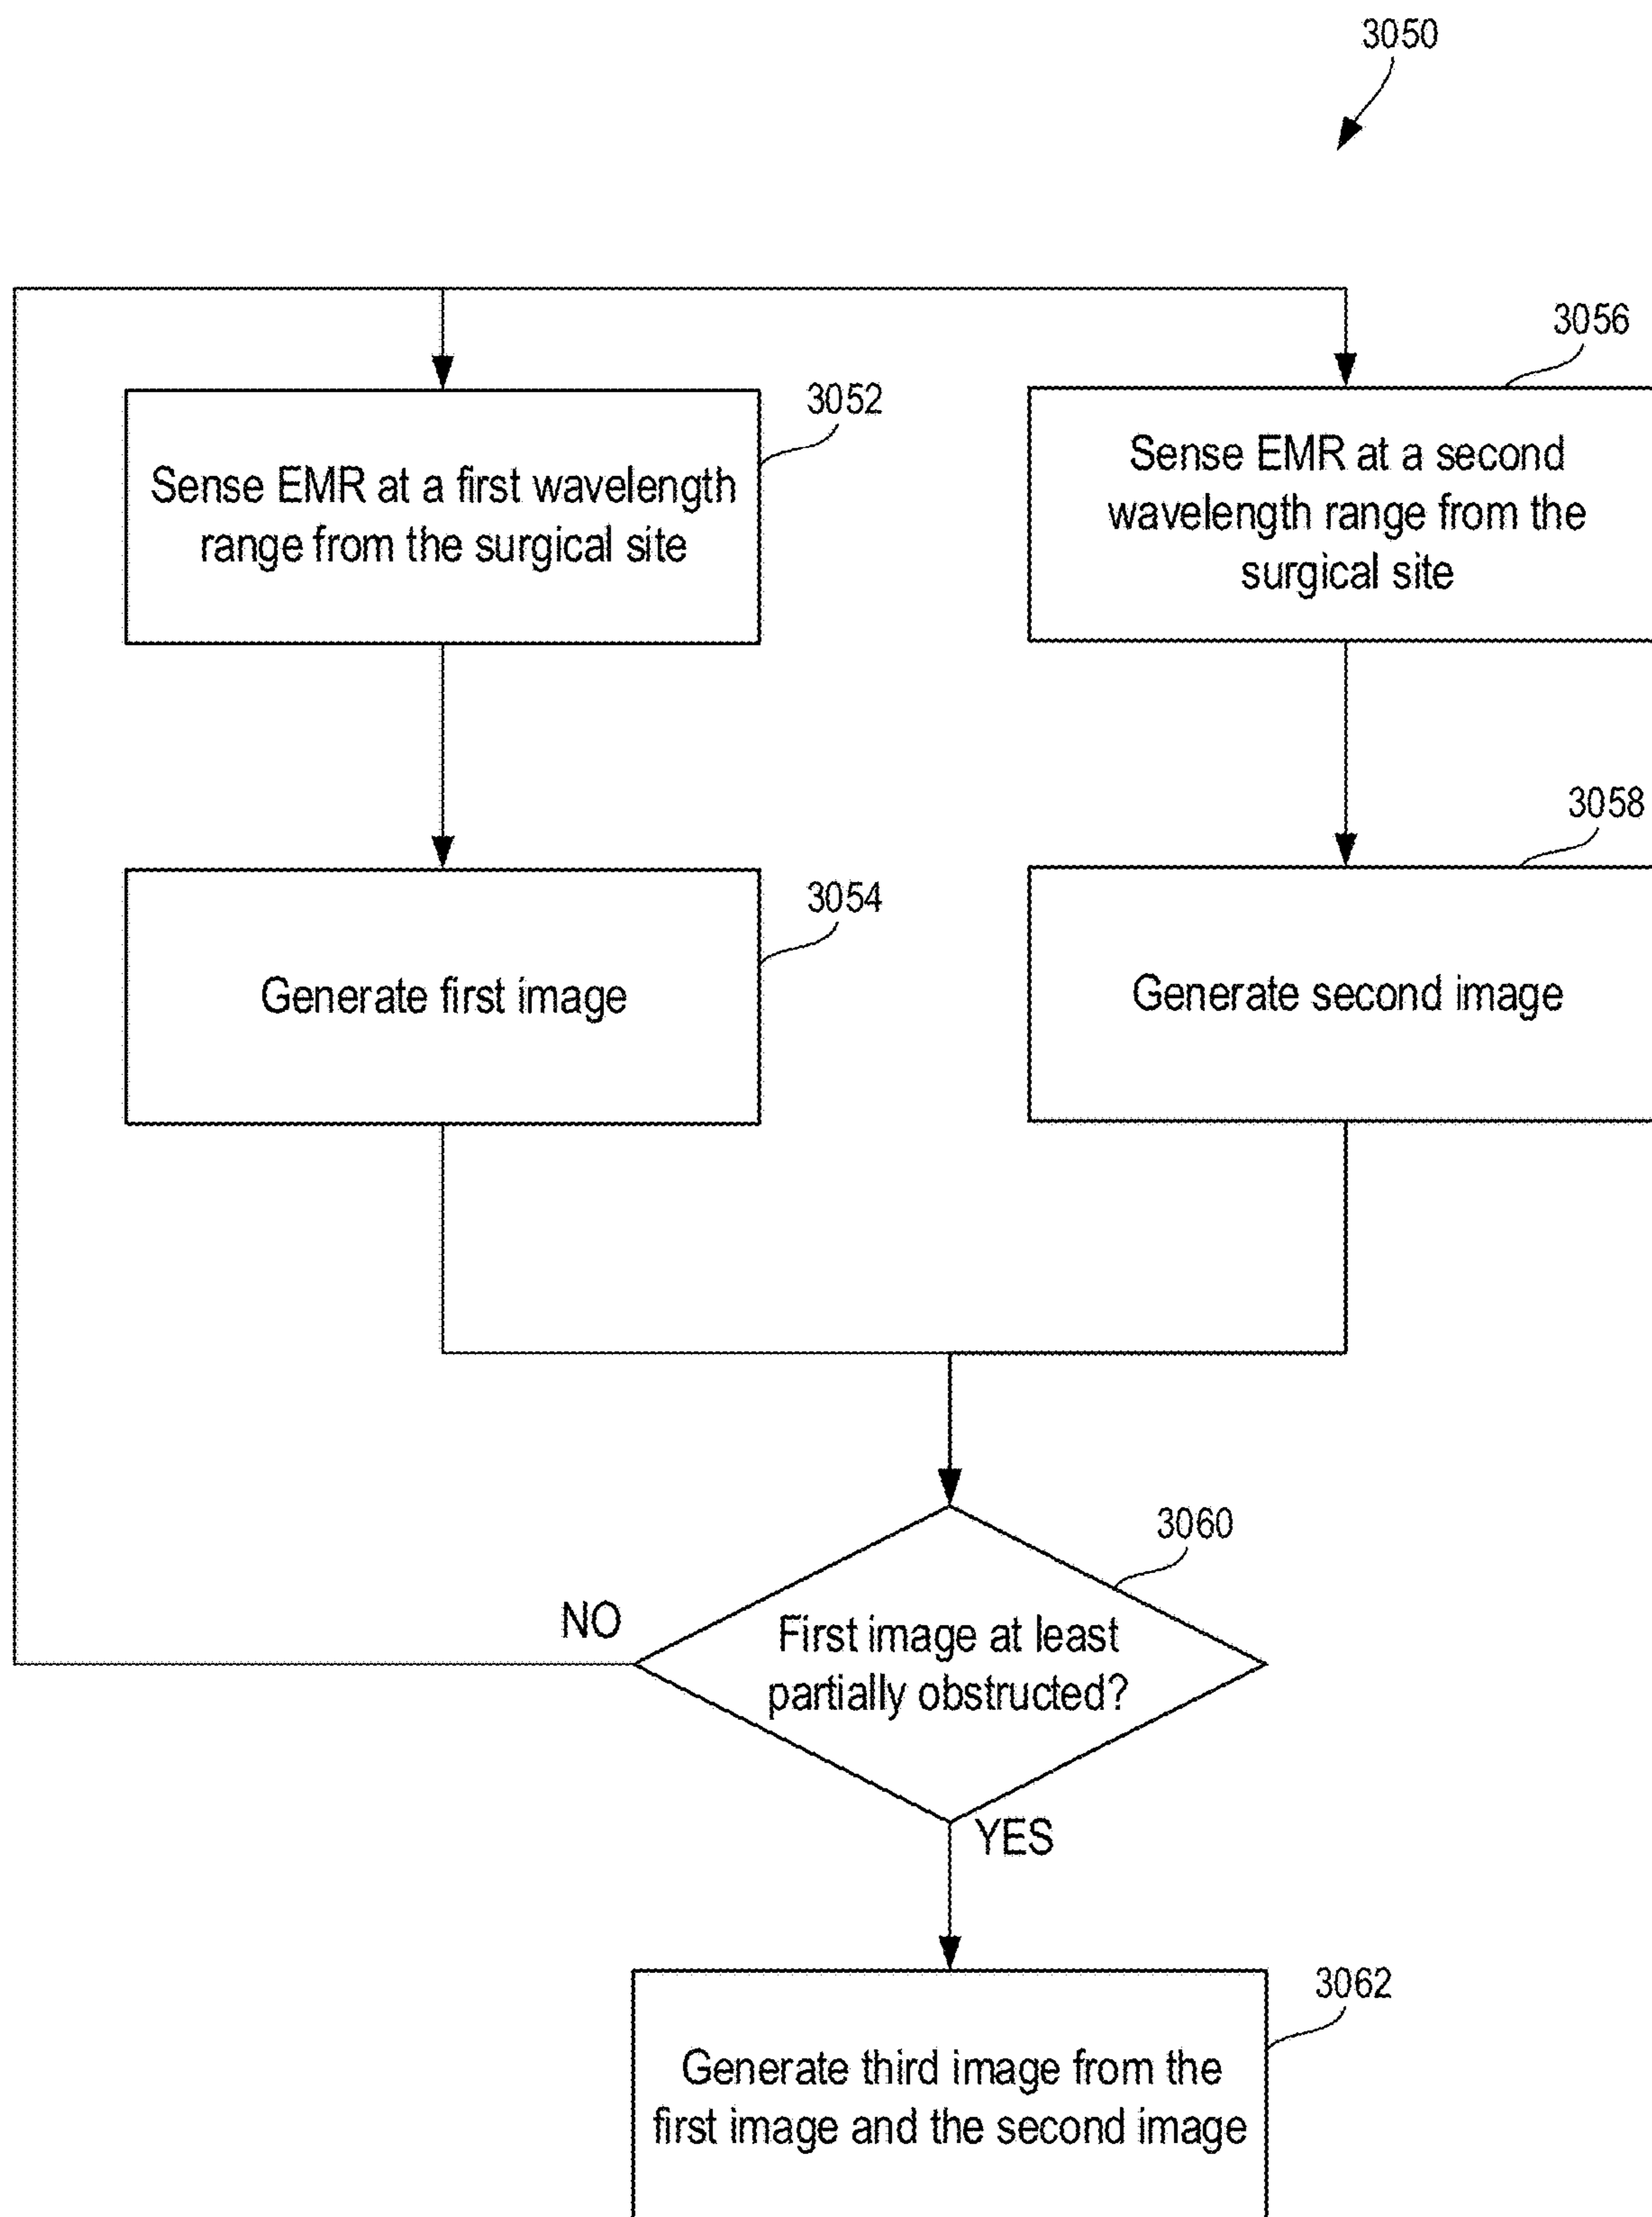 3050
3056
3052
Sense EMR at a first wavelength
range from the surgical site
Sense EMR at a second
wavelength range from the
surgical site
3058
3054
Generate first image
Generate second image
3060
NO
First image at least
partially obstructed?
YES
3062
Generate third image from the
first image and the second image